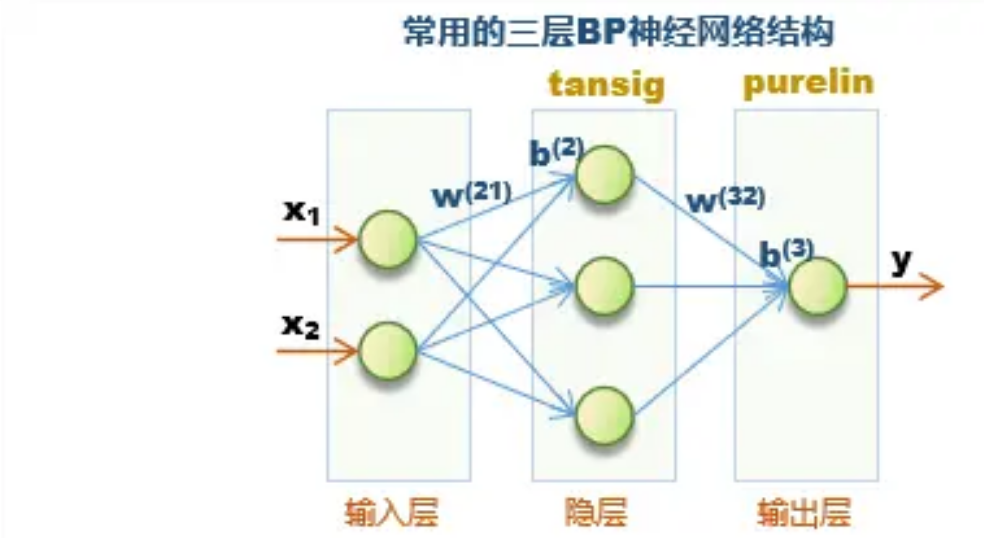 常用的三层BP神经网络结构
tansig
purelin
b(2)
w(21)
w(32)
x1
b(3)
y
x2
输入层
隐层
输出层